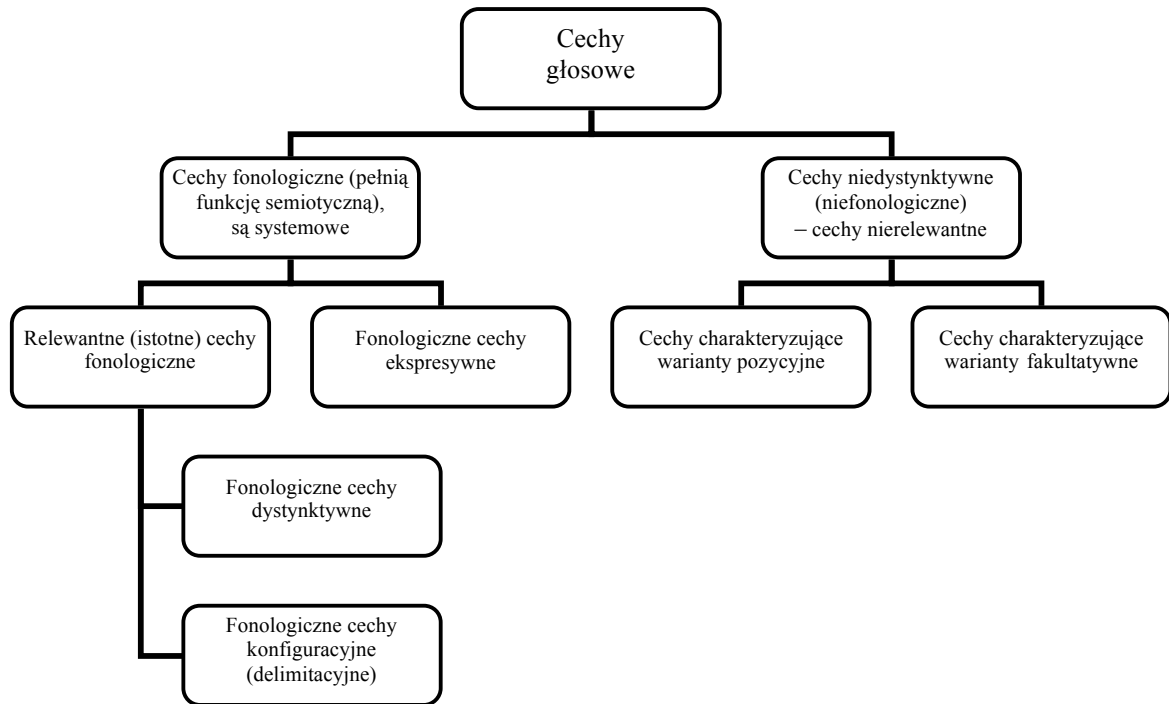 Cechy
głosowe
Cechy fonologiczne (pełnią
funkcję semiotyczną),
są systemowe
Cechy niedystynktywne
(niefonologiczne)
– cechy nierelewantne
Relewantne (istotne) cechy
fonologiczne
Fonologiczne cechy
ekspresywne
Cechy charakteryzujące
warianty pozycyjne
Cechy charakteryzujące
warianty fakultatywne
Fonologiczne cechy
dystynktywne
Fonologiczne cechy
konfiguracyjne
(delimitacyjne)